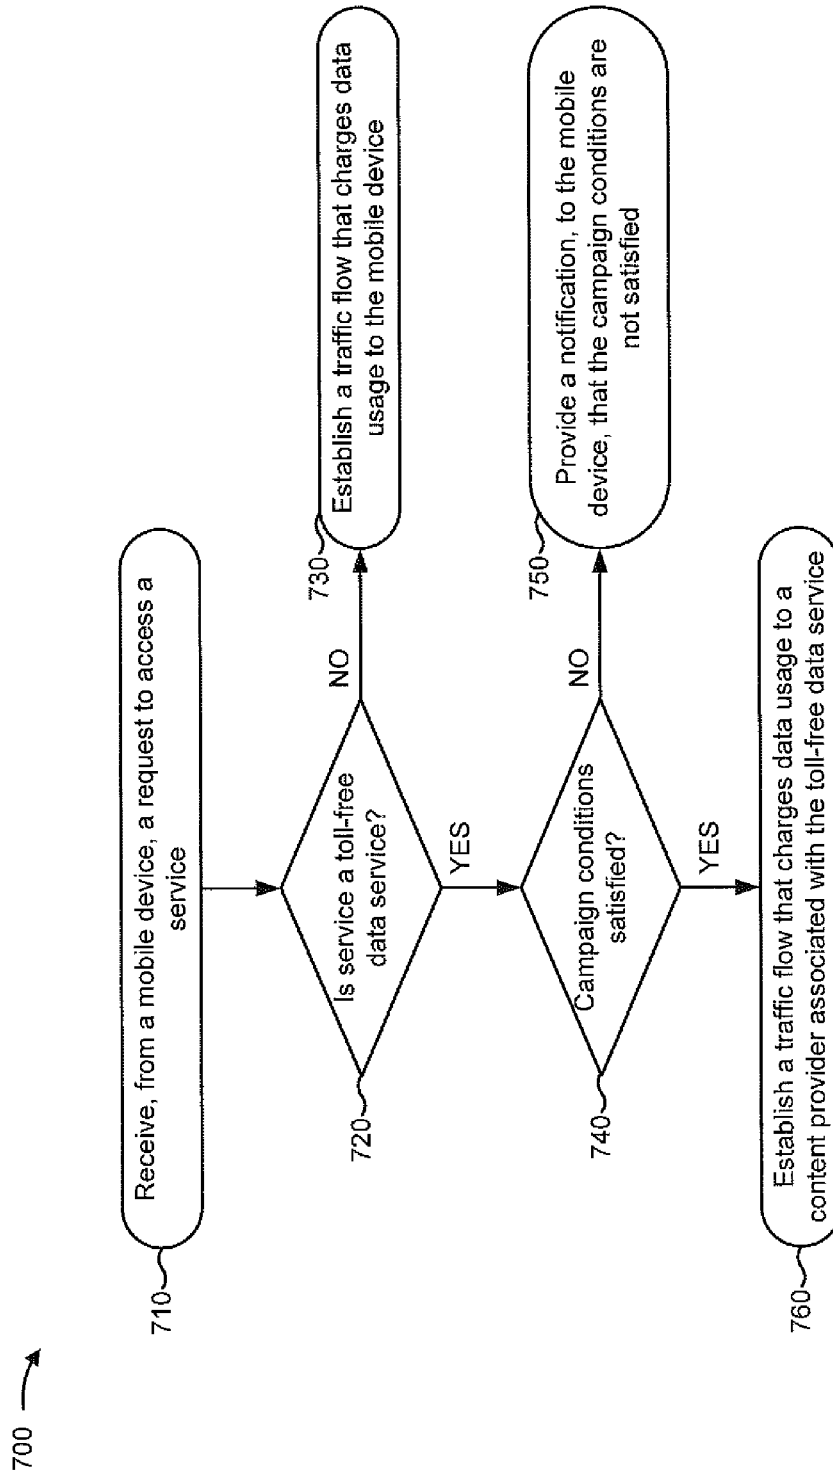 700
710
Receive, from a mobile device, a request to access a
service
720
Is service a toll-free
data service?
NO
YES
730
Establish a traffic flow that charges data
usage to the mobile device
740
Campaign conditions
satisfied?
NO
YES
750
Provide a notification, to the mobile
device, that the campaign conditions are
not satisfied
760
Establish a traffic flow that charges data usage to a
content provider associated with the toll-free data service